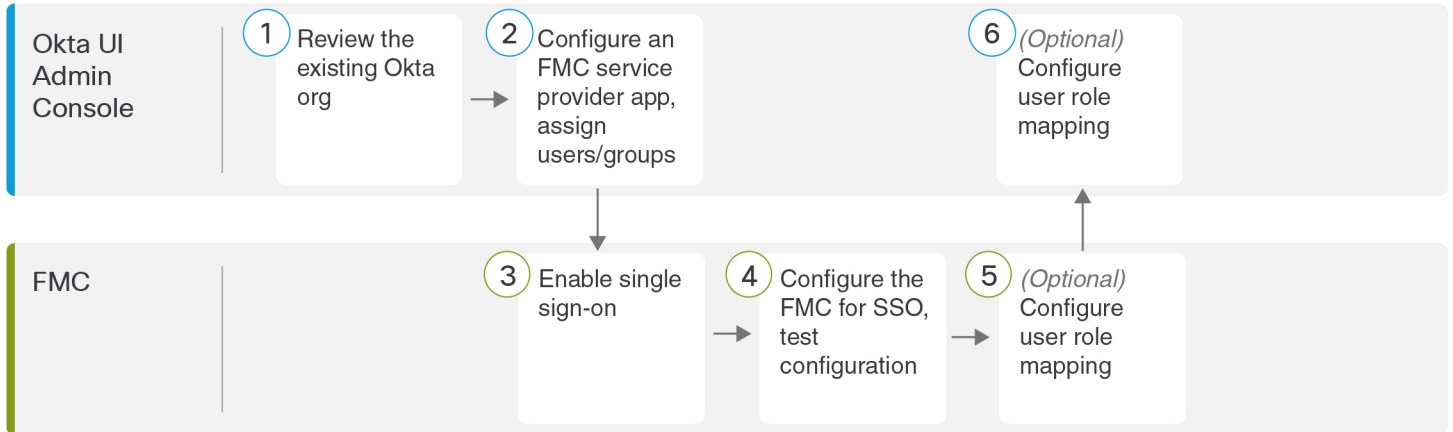 Okta UI
Admin
Console
1
Review the
existing Okta
org
2
Configure an
FMC service
provider app,
assign
users/groups
6
(Optional)
Configure
user role
mapping
FMC
3
Enable single
sign-on
4
Configure the
FMC for SSO,
test
configuration
5
(Optional)
Configure
user role
mapping